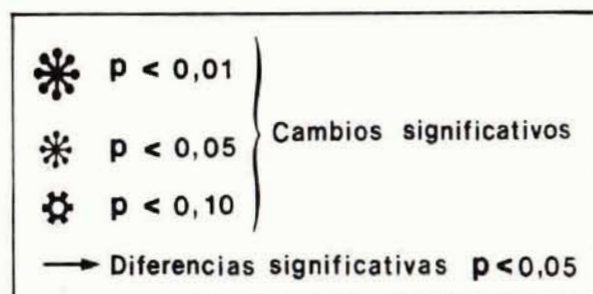 p < 0,01
p < 0,05
Cambios significativos
p < 0,10
Diferencias significativas p<0,05